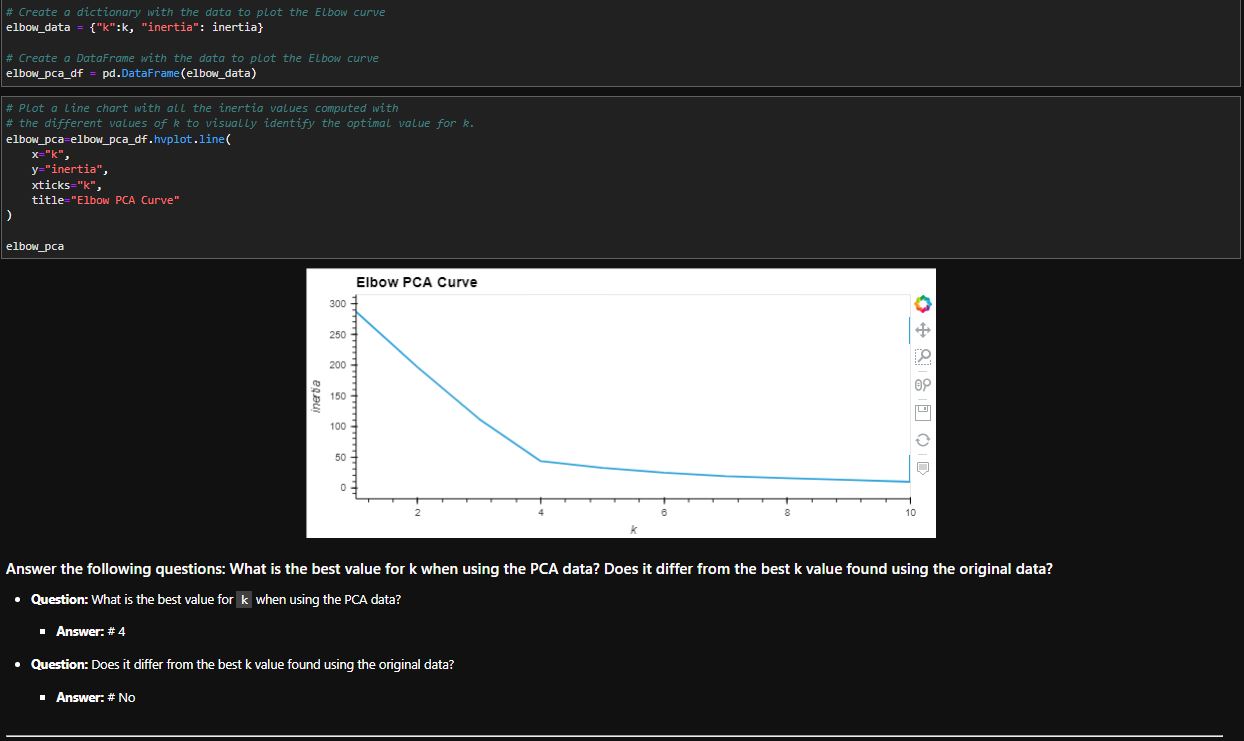 # Create a dictionary with the data to plot the Elbow curve
elbow_data = {"k":k, "inertia": inertia}
# Create a DataFrame with the data to plot the Elbow curve
elbow_pca_df = pd.DataFrame(elbow_data)
# Plot a line chart with all the inertia values computed with
# the different values of k to visually identify the optimal value for k.
elbow_pca=elbow_pca_df.hvplot.line(
x="k",
y="inertia",
xticks="k",
title="Elbow PCA Curve"
)
elbow_pca
Elbow PCA Curve
300
250
200
150
100
50
0
inertia
2 4 6 8 10
k
Answer the following questions: What is the best value for k when using the PCA data? Does it differ from the best k value found using the original data?
• Question: What is the best value for k when using the PCA data?
▪ Answer: # 4
• Question: Does it differ from the best k value found using the original data?
▪ Answer: # No